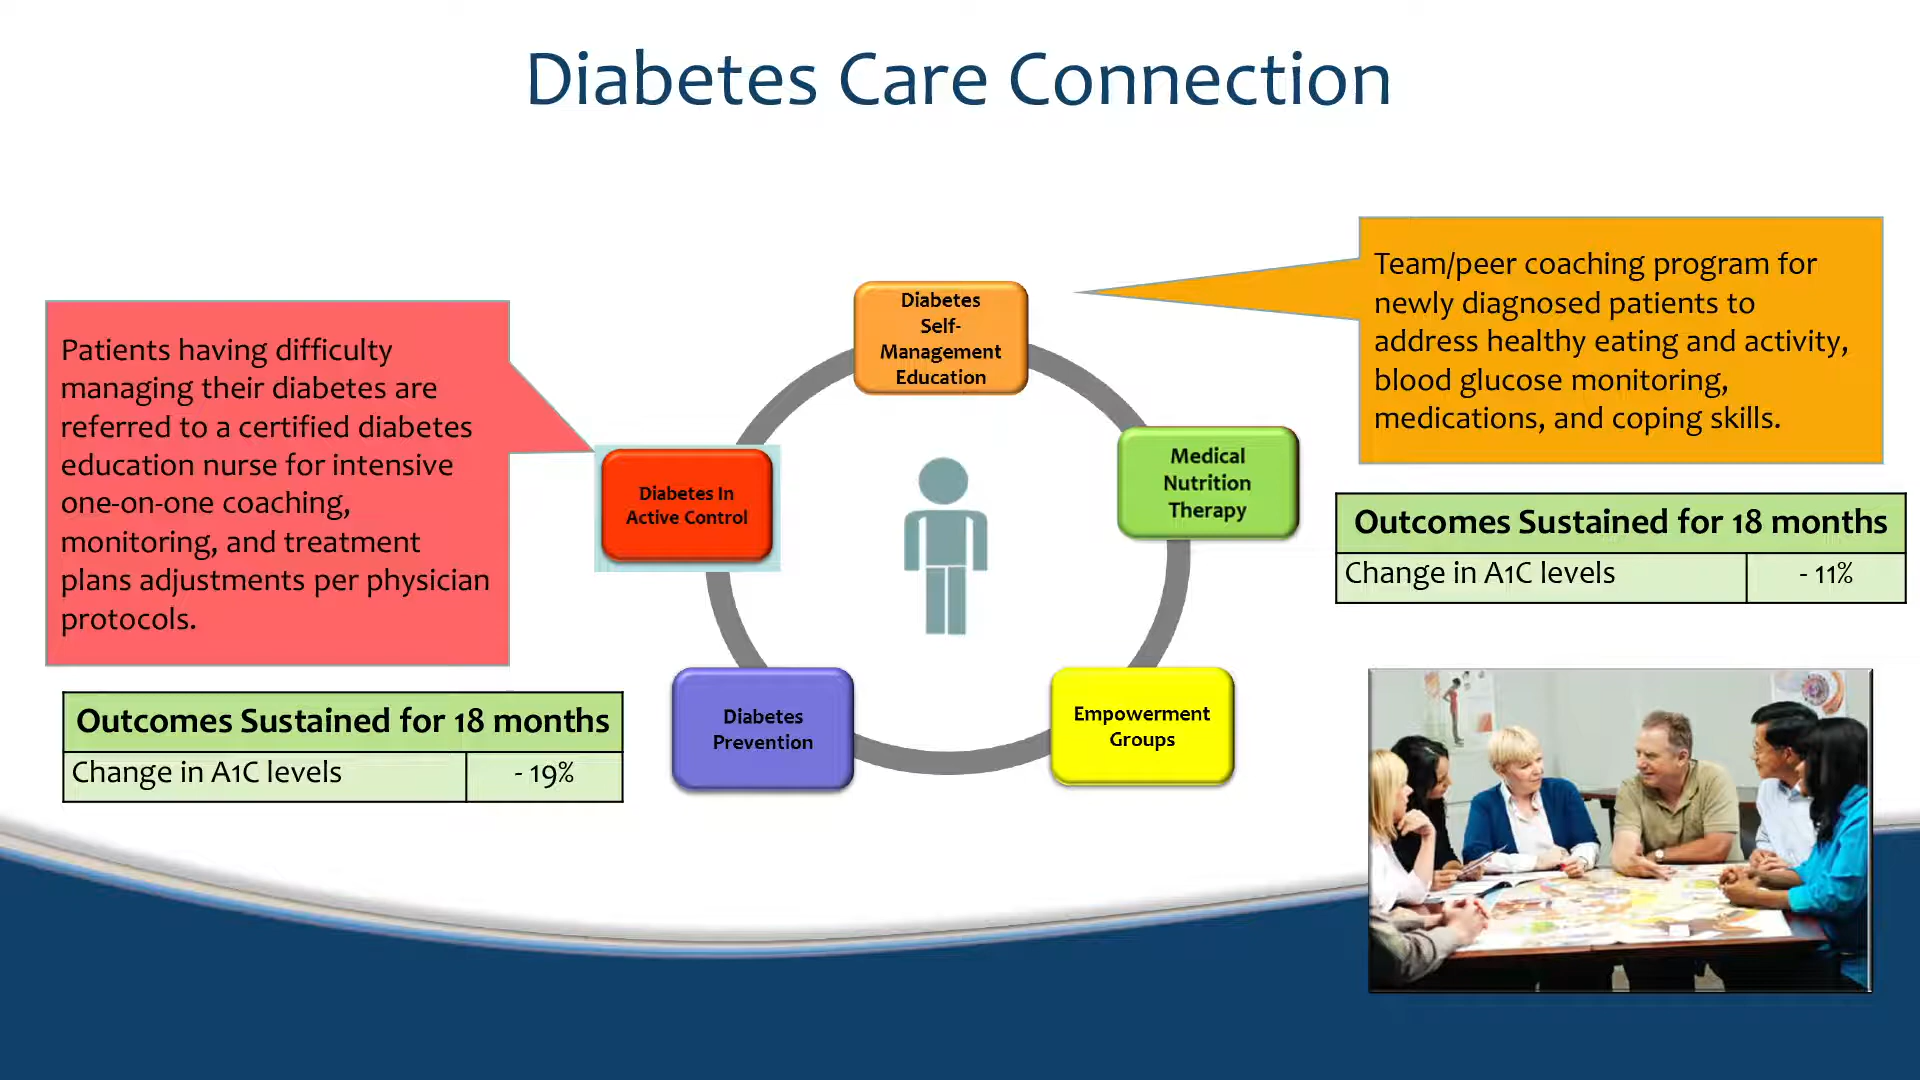 Diabetes Care Connection
Patients having difficulty
managing their diabetes are
referred to a certified diabetes
education nurse for intensive
one-on-one coaching,
monitoring, and treatment
plans adjustments per physician
protocols.
Outcomes Sustained for 18 months
Change in A1C levels - 19%
Diabetes
Self-
Management
Education
Medical
Nutrition
Therapy
Empowerment
Groups
Diabetes
Prevention
Diabetes In
Active Control
Team/peer coaching program for
newly diagnosed patients to
address healthy eating and activity,
blood glucose monitoring,
medications, and coping skills.
Outcomes Sustained for 18 months
Change in A1C levels - 11%